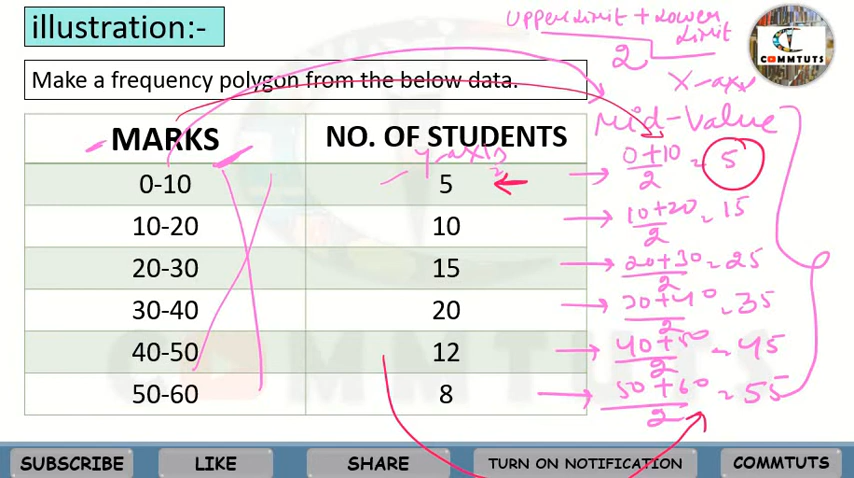 illustration:-
Upper limit + Lower limit
2
COMMTUTS
Make a frequency polygon from the below data.
X-axis
MARKS NO. OF STUDENTS Mid-Value
Y-axis
0-10 5 0+10/2 = 5
10-20 10 10+20/2 = 15
20-30 15 20+30/2 = 25
30-40 20 30+40/2 = 35
40-50 12 40+50/2 = 45
50-60 8 50+60/2 = 55
COMMTUTS
SUBSCRIBE LIKE SHARE TURN ON NOTIFICATION COMMTUTS